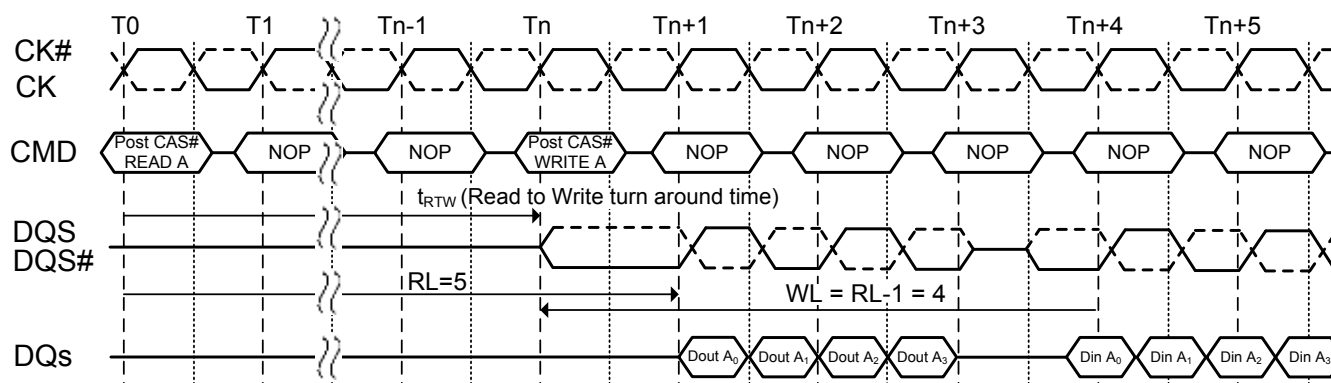 T0 T1 Tn-1 Tn Tn+1 Tn+2 Tn+3 Tn+4 Tn+5
CK#
CK
CMD
Post CAS#
READ A
NOP
NOP
Post CAS#
WRITE A
NOP
NOP
NOP
NOP
NOP
tRTW (Read to Write turn around time)
DQS
DQS#
RL=5
WL = RL-1 = 4
DQs
Dout A0 Dout A1 Dout A2 Dout A3 Din A0 Din A1 Din A2 Din A3